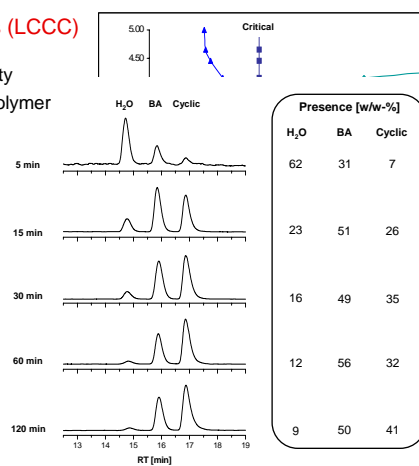 (LCCC)
5.00
Critical
4.50
ty
olymer
H₂O BA Cyclic
Presence [w/w-%]
H₂O BA Cyclic
5 min
62 31 7
15 min
23 51 26
30 min
16 49 35
60 min
12 56 32
120 min
9 50 41
13 14 15 16 17 18 19
RT [min]